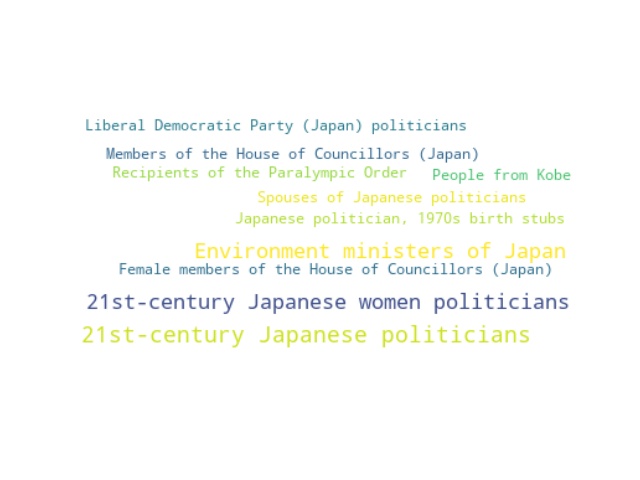 Liberal Democratic Party (Japan) politicians
Members of the House of Councillors (Japan)
Recipients of the Paralympic Order
People from Kobe
Spouses of Japanese politicians
Japanese politician, 1970s birth stubs
Environment ministers of Japan
Female members of the House of Councillors (Japan)
21st-century Japanese women politicians
21st-century Japanese politicians